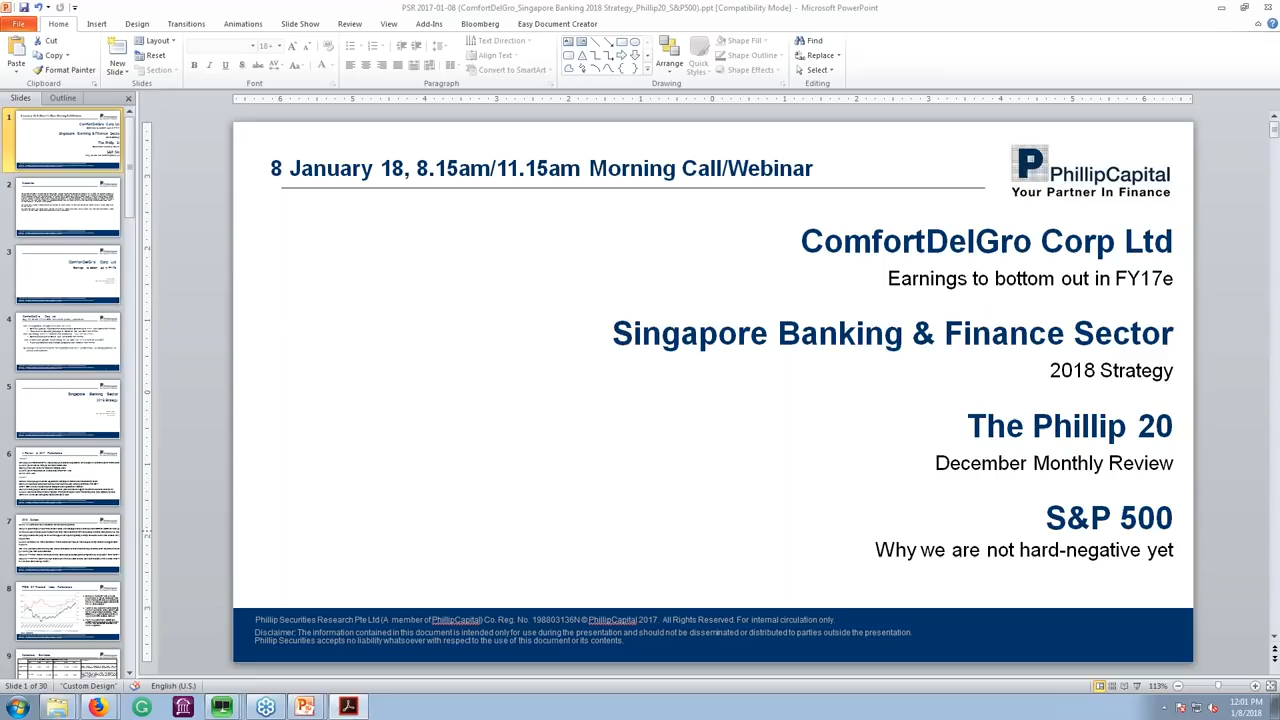 PSR 2017-01-08 (ComfortDelGro_Singapore Banking 2018 Strategy_Phillip20_S&P500).ppt [Compatibility Mode] - Microsoft PowerPoint
File Home Insert Design Transitions Animations Slide Show Review View Add-Ins Bloomberg Easy Document Creator
Paste
Cut
Copy
Format Painter
Clipboard
New Slide
Layout
Reset
Section
Slides
18
Font
Paragraph
Text Direction
Align Text
Convert to SmartArt
Arrange
Quick Styles
Shape Fill
Shape Outline
Shape Effects
Drawing
Find
Replace
Select
Editing
Slides Outline
1
2
3
4
5
6
7
8
9
8 January 18, 8.15am/11.15am Morning Call/Webinar
PhillipCapital
Your Partner In Finance
ComfortDelGro Corp Ltd
Earnings to bottom out in FY17e
Singapore Banking & Finance Sector
2018 Strategy
The Phillip 20
December Monthly Review
S&P 500
Why we are not hard-negative yet
Phillip Securities Research Pte Ltd (A member of PhillipCapital) Co. Reg. No. 198803136N © PhillipCapital 2017. All Rights Reserved. For internal circulation only.
Disclaimer: The information contained in this document is intended only for use during the presentation and should not be disseminated or distributed to parties outside the presentation.
Phillip Securities accepts no liability whatsoever with respect to the use of this document or its contents.
Slide 1 of 30 "Custom Design" English (U.S.) 113%
12:01 PM
1/8/2018